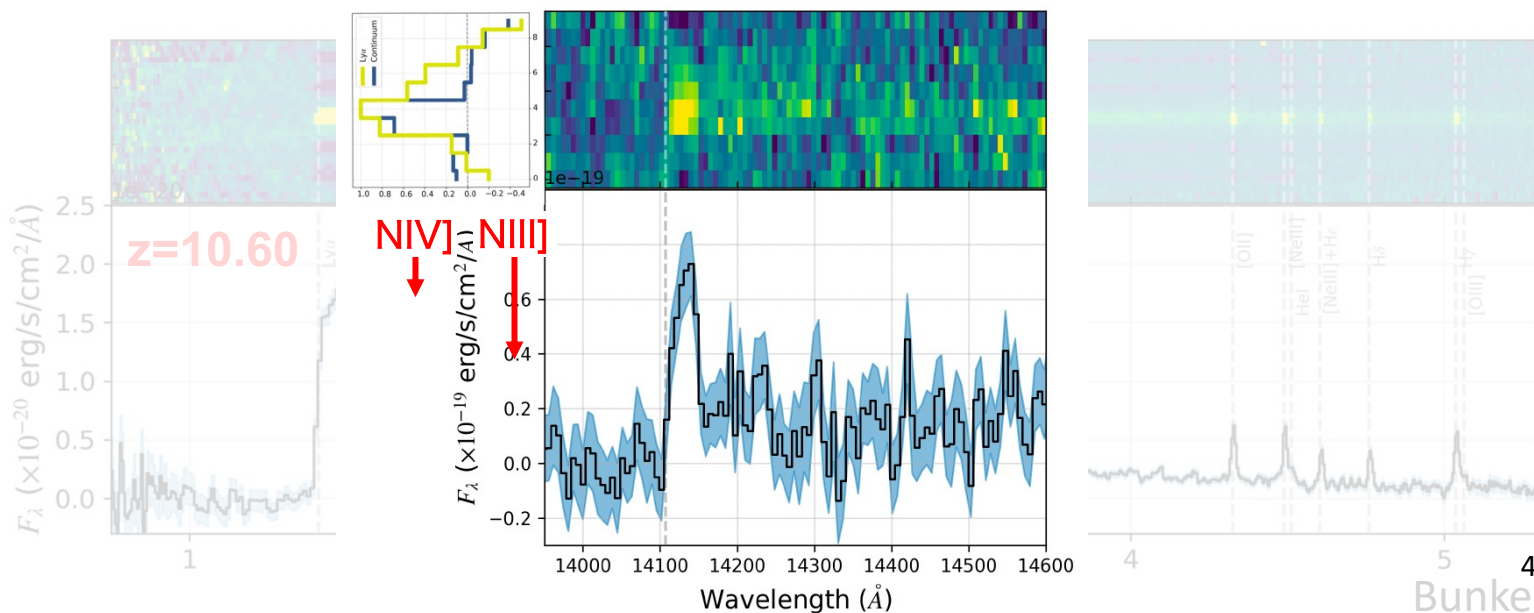 Lyα
Continuum
8
6
4
2
0
1.0 0.8 0.6 0.4 0.2 0.0 −0.2 −0.4
1e−19
2.5
2.0
1.5
1.0
0.5
0.0
F_λ (×10⁻²⁰ erg/s/cm²/Å)
1
z=10.60
Lyα
NIV]
NIII]
F_λ (×10⁻¹⁹ erg/s/cm²/Å)
0.6
0.4
0.2
0.0
−0.2
14000 14100 14200 14300 14400 14500 14600
Wavelength (Å)
[OII]
[NeIII]
HeI
Hδ
[OIII]
4
5
4
Bunke